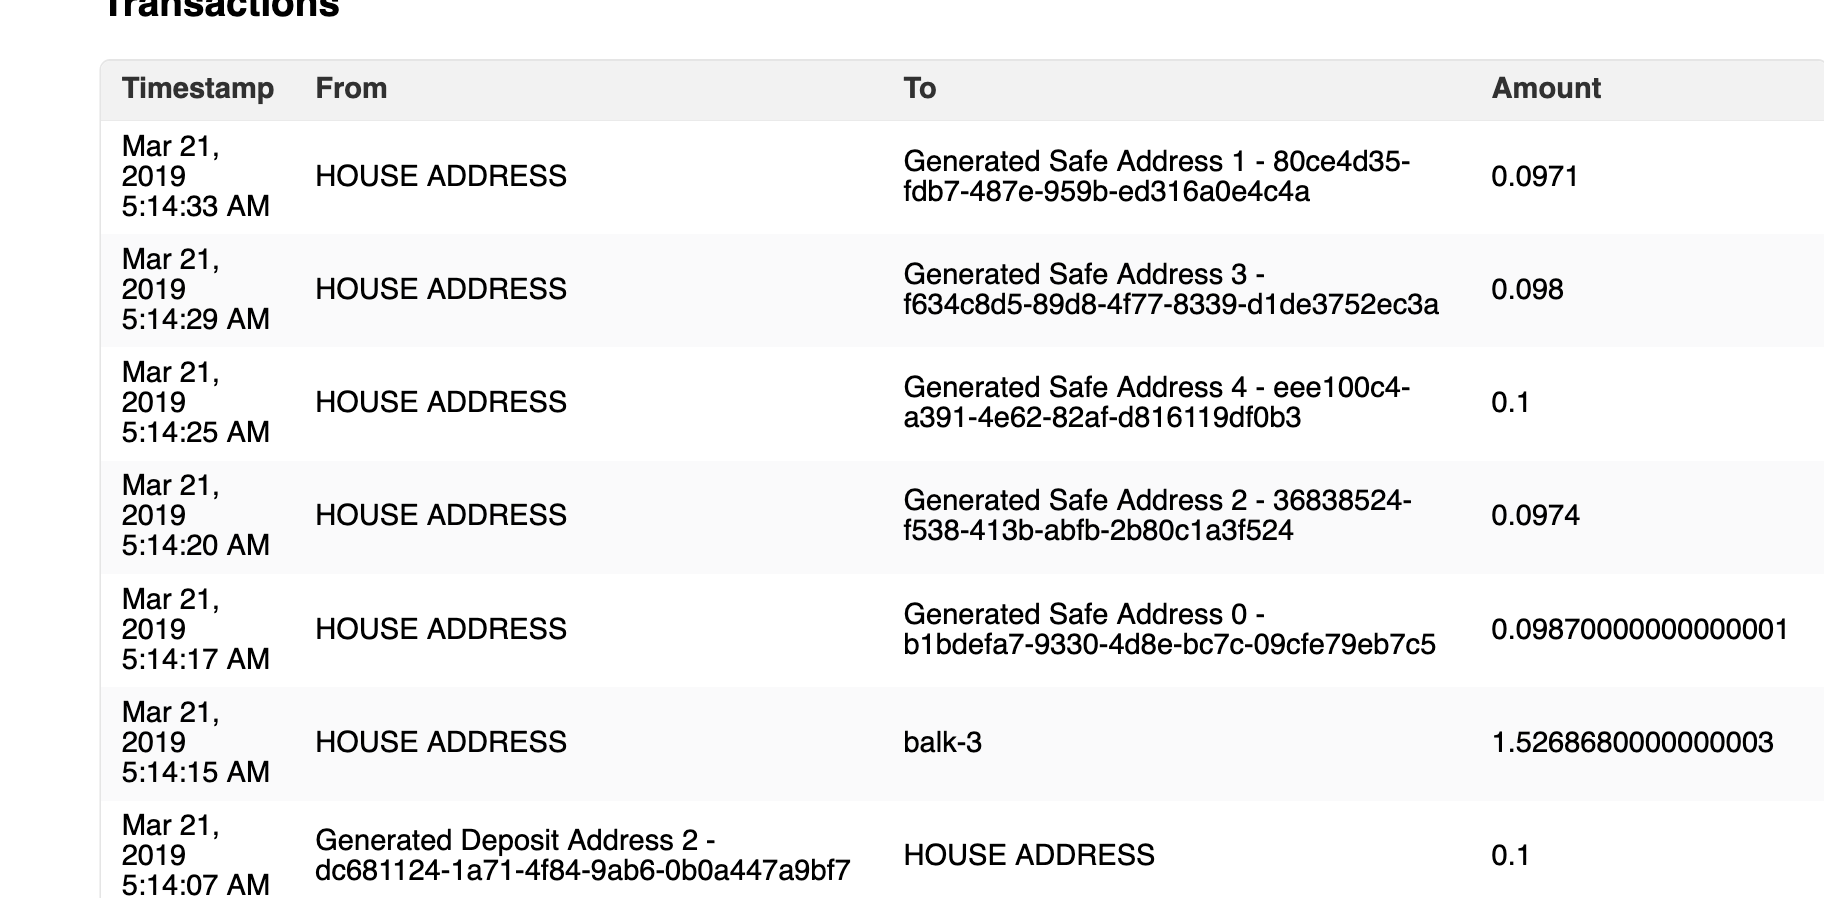 Transactions
Timestamp From To Amount
Mar 21,
2019
5:14:33 AM
HOUSE ADDRESS
Generated Safe Address 1 - 80ce4d35-
fdb7-487e-959b-ed316a0e4c4a
0.0971
Mar 21,
2019
5:14:29 AM
HOUSE ADDRESS
Generated Safe Address 3 -
f634c8d5-89d8-4f77-8339-d1de3752ec3a
0.098
Mar 21,
2019
5:14:25 AM
HOUSE ADDRESS
Generated Safe Address 4 - eee100c4-
a391-4e62-82af-d816119df0b3
0.1
Mar 21,
2019
5:14:20 AM
HOUSE ADDRESS
Generated Safe Address 2 - 36838524-
f538-413b-abfb-2b80c1a3f524
0.0974
Mar 21,
2019
5:14:17 AM
HOUSE ADDRESS
Generated Safe Address 0 -
b1bdefa7-9330-4d8e-bc7c-09cfe79eb7c5
0.09870000000000001
Mar 21,
2019
5:14:15 AM
HOUSE ADDRESS
balk-3
1.5268680000000003
Mar 21,
2019
5:14:07 AM
Generated Deposit Address 2 -
dc681124-1a71-4f84-9ab6-0b0a447a9bf7
HOUSE ADDRESS
0.1